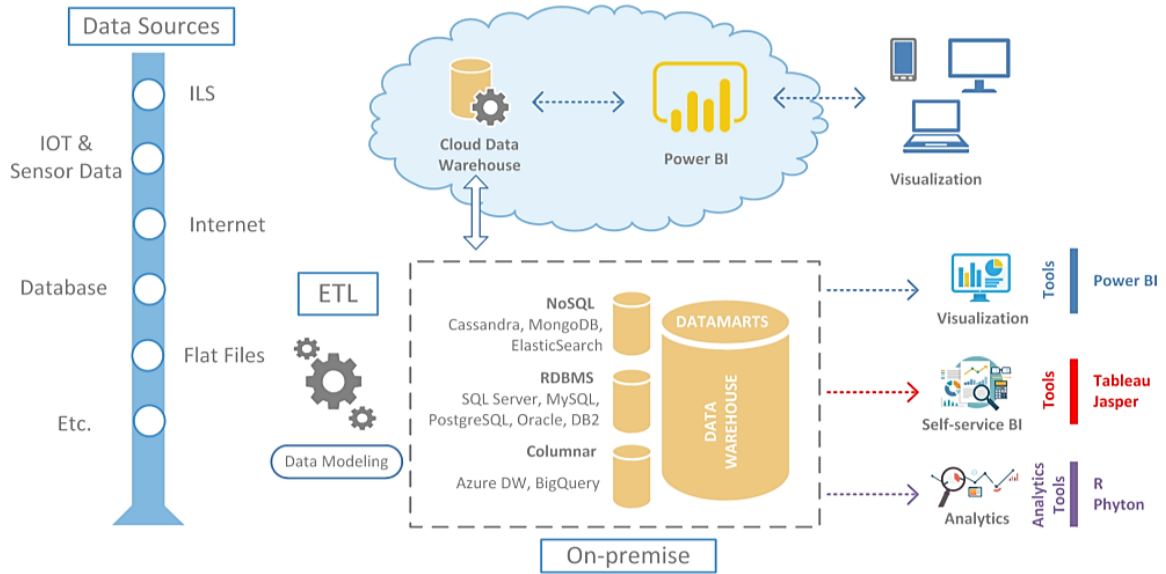 Data Sources
ILS
IOT &
Sensor Data
Internet
Database
Flat Files
Etc.
ETL
Data Modeling
Cloud Data
Warehouse
Power BI
Visualization
NoSQL
Cassandra, MongoDB,
ElasticSearch
RDBMS
SQL Server, MySQL,
PostgreSQL, Oracle, DB2
Columnar
Azure DW, BigQuery
DATAMARTS
DATA
WAREHOUSE
On-premise
Visualization
Tools
Power BI
Self-service BI
Tools
Tableau
Jasper
Analytics
Analytics
Tools
R
Phyton